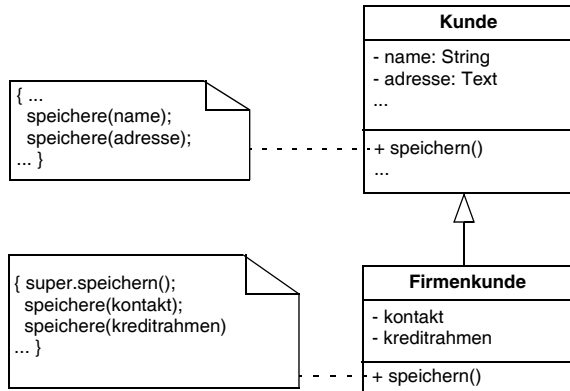 Kunde
- name: String
- adresse: Text
...
+ speichern()
...
{ ...
speichere(name);
speichere(adresse);
... }
Firmenkunde
- kontakt
- kreditrahmen
+ speichern()
{ super.speichern();
speichere(kontakt);
speichere(kreditrahmen)
... }